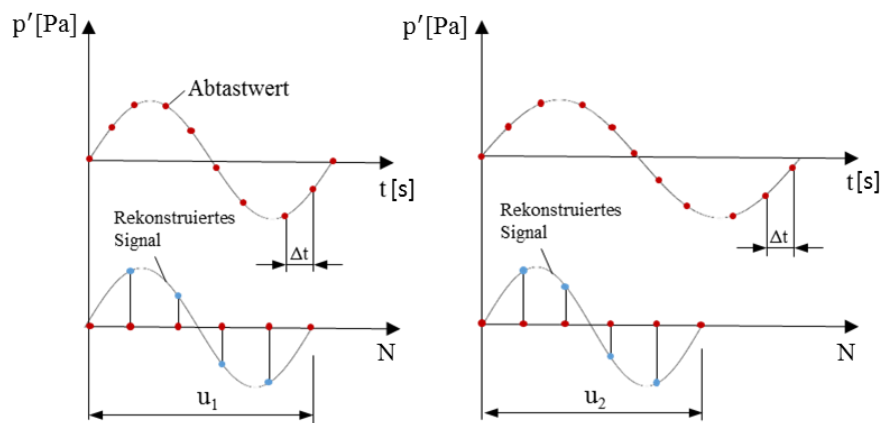 p′[Pa]
Abtastwert
t[s]
Rekonstruiertes
Signal
Δt
N
u₁
p′[Pa]
t[s]
Rekonstruiertes
Signal
Δt
N
u₂